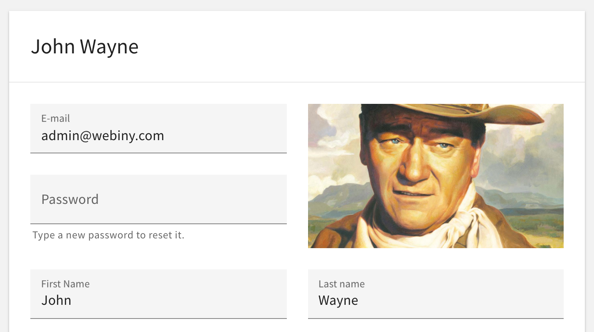 John Wayne
E-mail
admin@webiny.com
Password
Type a new password to reset it.
First Name
John
Last name
Wayne